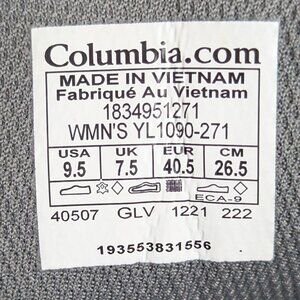 Columbia.com
MADE IN VIETNAM
Fabriqué Au Vietnam
1834951271
WMN'S YL1090-271
USA UK EUR CM
9.5 7.5 40.5 26.5
ECA-9
40507 GLV 1221 222
193553831556